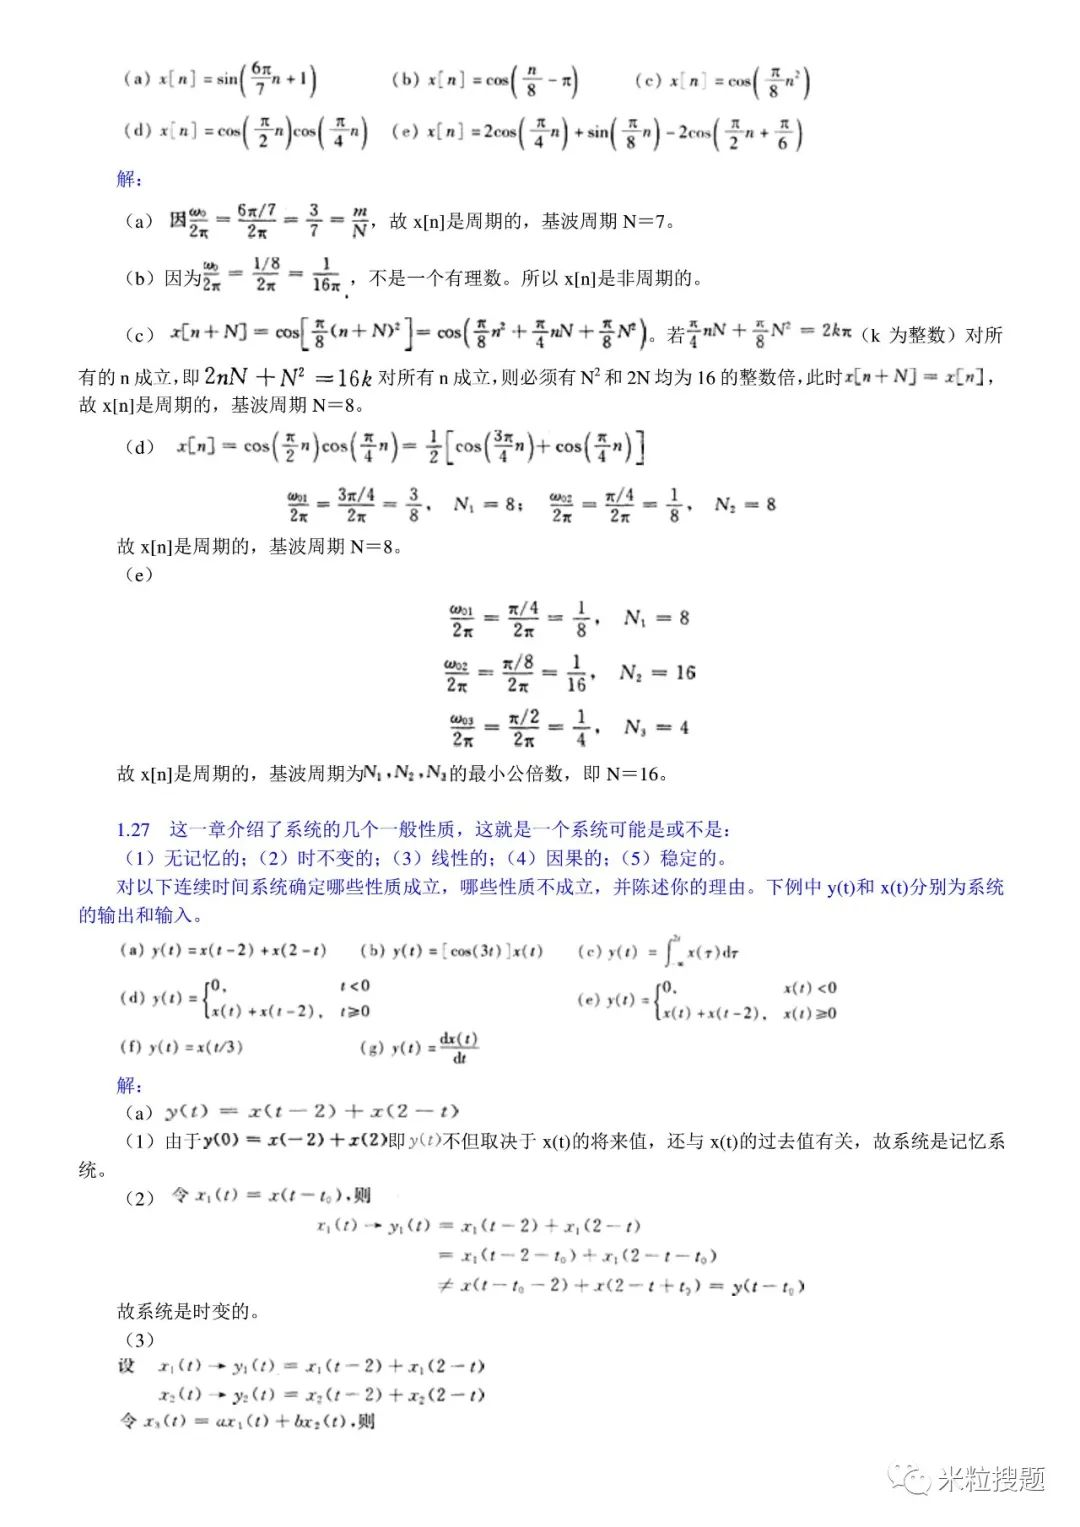 (a) x[n]=sin(6π/7 n+1) (b) x[n]=cos(n/8-π) (c) x[n]=cos(π/8 n²)
(d) x[n]=cos(π/2 n)cos(π/4 n) (e) x[n]=2cos(π/4 n)+sin(π/8 n)-2cos(π/2 n+π/6)
解:
(a) 因ω₀/2π=6π/7/2π=3/7=m/N，故 x[n]是周期的，基波周期 N=7。
(b) 因为ω₀/2π=1/8/2π=1/16π，不是一个有理数。所以 x[n]是非周期的。
(c) x[n+N]=cos[π/8(n+N)²]=cos(π/8 n²+π/4 nN+π/8 N²)。若π/4 nN+π/8 N²=2kπ（k 为整数）对所
有的 n 成立，即 2nN+N²=16k 对所有 n 成立，则必须有 N²和 2N 均为 16 的整数倍，此时x[n+N]=x[n]，
故 x[n]是周期的，基波周期 N=8。
(d) x[n]=cos(π/2 n)cos(π/4 n)=1/2[cos(3π/4 n)+cos(π/4 n)]
ω₀₁/2π=3π/4/2π=3/8，N₁=8；ω₀₂/2π=π/4/2π=1/8，N₂=8
故 x[n]是周期的，基波周期 N=8。
(e)
ω₀₁/2π=π/4/2π=1/8，N₁=8
ω₀₂/2π=π/8/2π=1/16，N₂=16
ω₀₃/2π=π/2/2π=1/4，N₃=4
故 x[n]是周期的，基波周期为N₁,N₂,N₃的最小公倍数，即 N=16。
1.27 这一章介绍了系统的几个一般性质，这就是一个系统可能是或不是：
（1）无记忆的；（2）时不变的；（3）线性的；（4）因果的；（5）稳定的。
对以下连续时间系统确定哪些性质成立，哪些性质不成立，并陈述你的理由。下例中 y(t)和 x(t)分别为系统
的输出和输入。
(a) y(t)=x(t-2)+x(2-t) (b) y(t)=[cos(3t)]x(t) (c) y(t)=∫_{-∞}^{2t} x(τ)dτ
(d) y(t)={0, t<0; x(t)+x(t-2), t≥0 (e) y(t)={0, x(t)<0; x(t)+x(t-2), x(t)≥0
(f) y(t)=x(t/3) (g) y(t)=dx(t)/dt
解:
(a) y(t)=x(t-2)+x(2-t)
（1）由于y(0)=x(-2)+x(2)即y(t)不但取决于 x(t)的将来值，还与 x(t)的过去值有关，故系统是记忆系
统。
（2） 令 x₁(t)=x(t-t₀),则
x₁(t)→y₁(t)=x₁(t-2)+x₁(2-t)
=x₁(t-2-t₀)+x₁(2-t-t₀)
≠x(t-t₀-2)+x(2-t+t₀)=y(t-t₀)
故系统是时变的。
（3）
设 x₁(t)→y₁(t)=x₁(t-2)+x₁(2-t)
x₂(t)→y₂(t)=x₂(t-2)+x₂(2-t)
令 x₃(t)=ax₁(t)+bx₂(t),则
米粒搜题